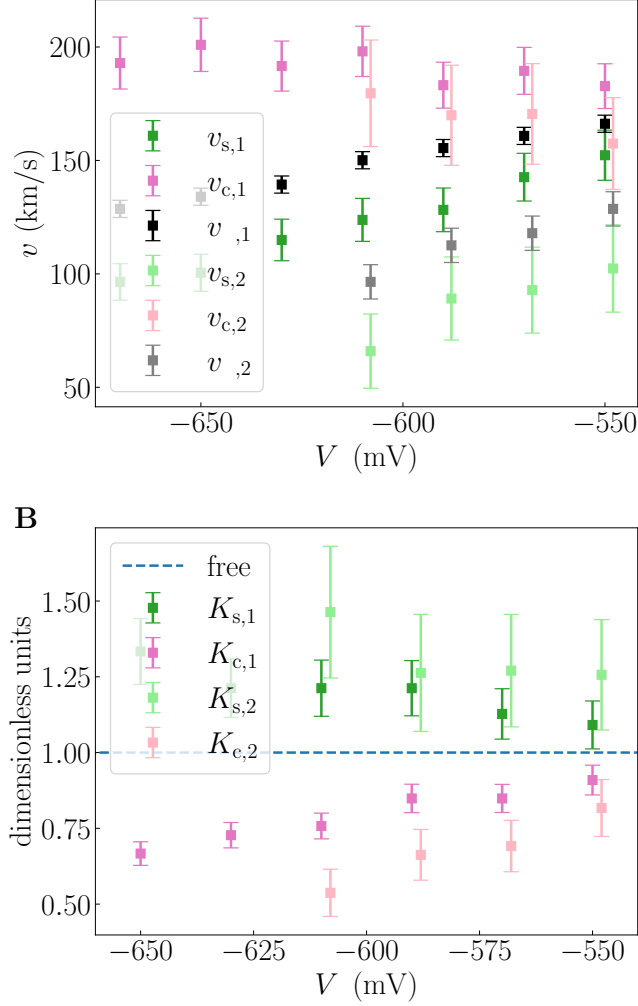 200
150
100
50
v (km/s)
v_{s,1}
v_{c,1}
v ,1
v_{s,2}
v_{c,2}
v ,2
−650
−600
−550
V (mV)
B
1.50
1.25
1.00
0.75
0.50
dimensionless units
free
K_{s,1}
K_{c,1}
K_{s,2}
K_{c,2}
−650
−625
−600
−575
−550
V (mV)